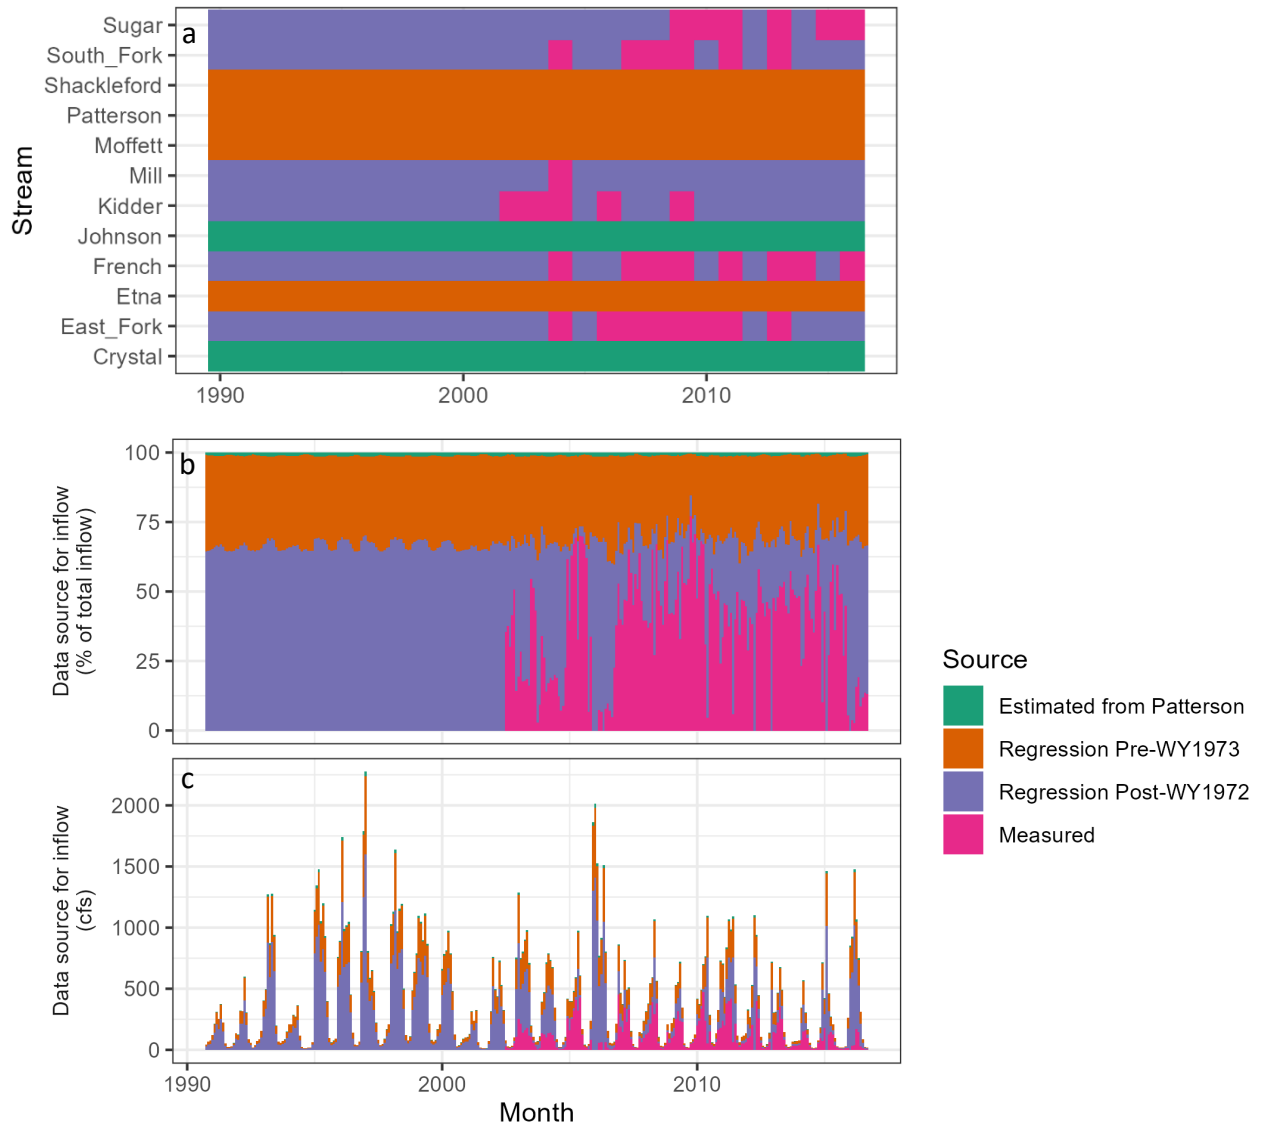 a
Sugar
South_Fork
Shackleford
Patterson
Moffett
Mill
Kidder
Johnson
French
Etna
East_Fork
Crystal
Stream
1990 2000 2010
b
100
75
50
25
0
Data source for inflow
(% of total inflow)
c
2000
1500
1000
500
0
Data source for inflow
(cfs)
1990 2000 2010
Month
Source
Estimated from Patterson
Regression Pre-WY1973
Regression Post-WY1972
Measured